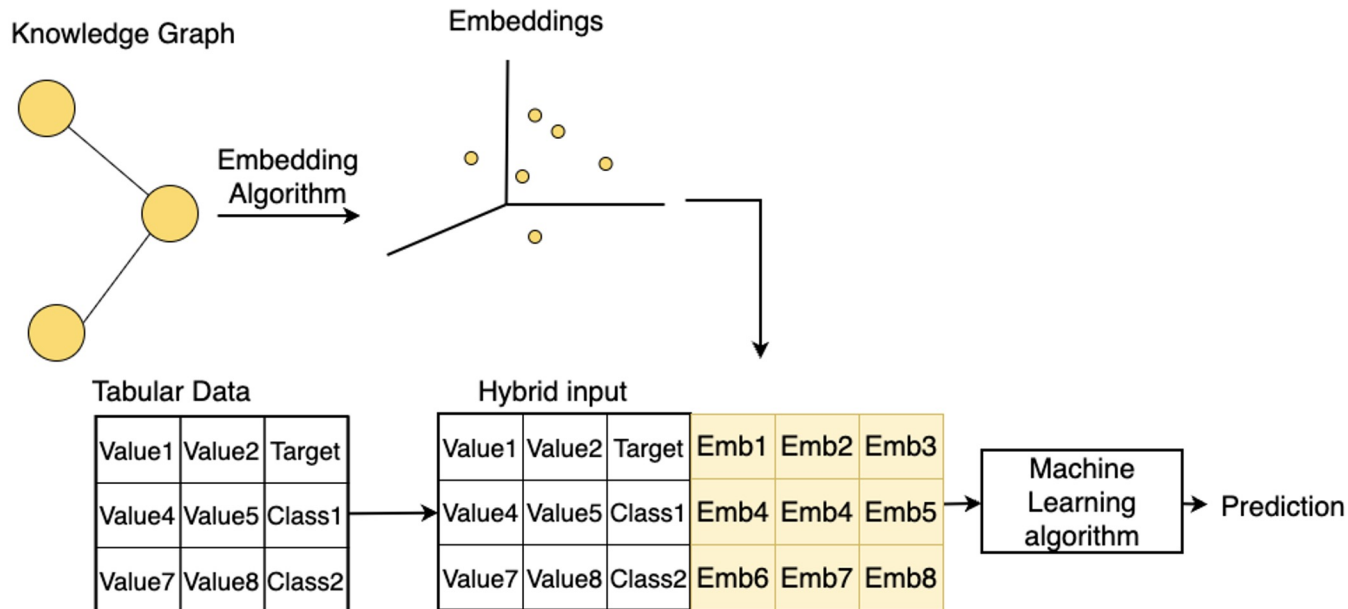 Knowledge Graph
Embeddings
Embedding
Algorithm
Tabular Data
Value1 Value2 Target
Value4 Value5 Class1
Value7 Value8 Class2
Hybrid input
Value1 Value2 Target Emb1 Emb2 Emb3
Value4 Value5 Class1 Emb4 Emb4 Emb5
Value7 Value8 Class2 Emb6 Emb7 Emb8
Machine
Learning
algorithm
Prediction